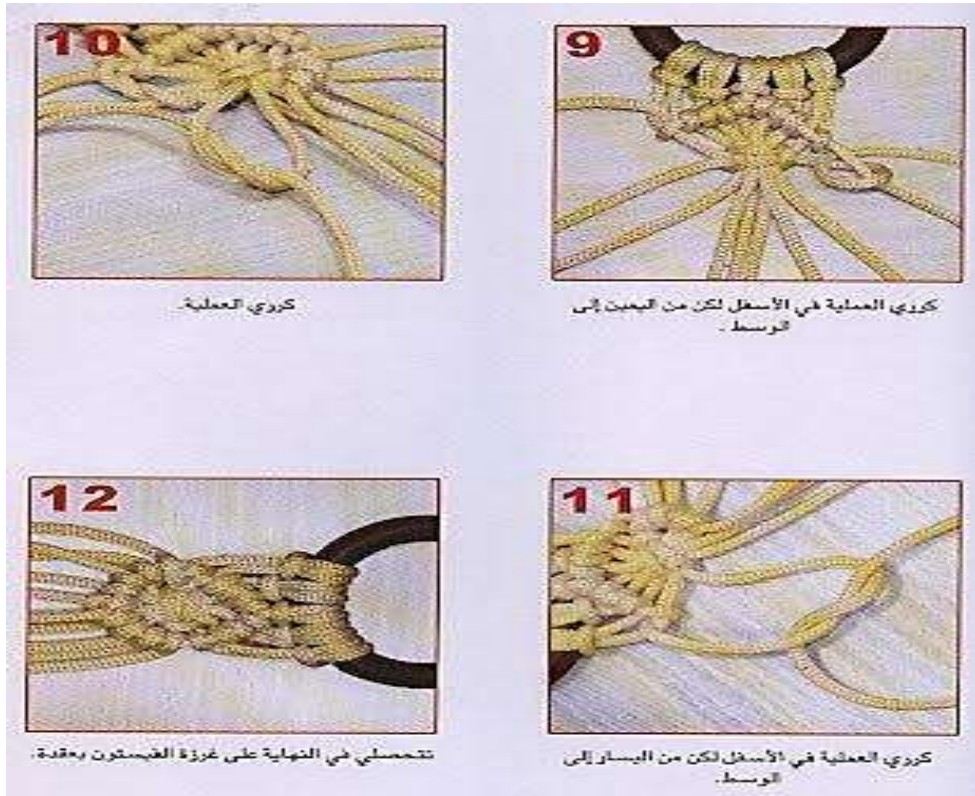 9
كرري العملية في الأسفل لكن من اليمين إلى
الوسط .
10
كرري العملية.
11
كرري العملية في الأسفل لكن من اليسار إلى
الوسط.
12
نتحصلي في النهاية على غرزة الفيستون بعقدة.